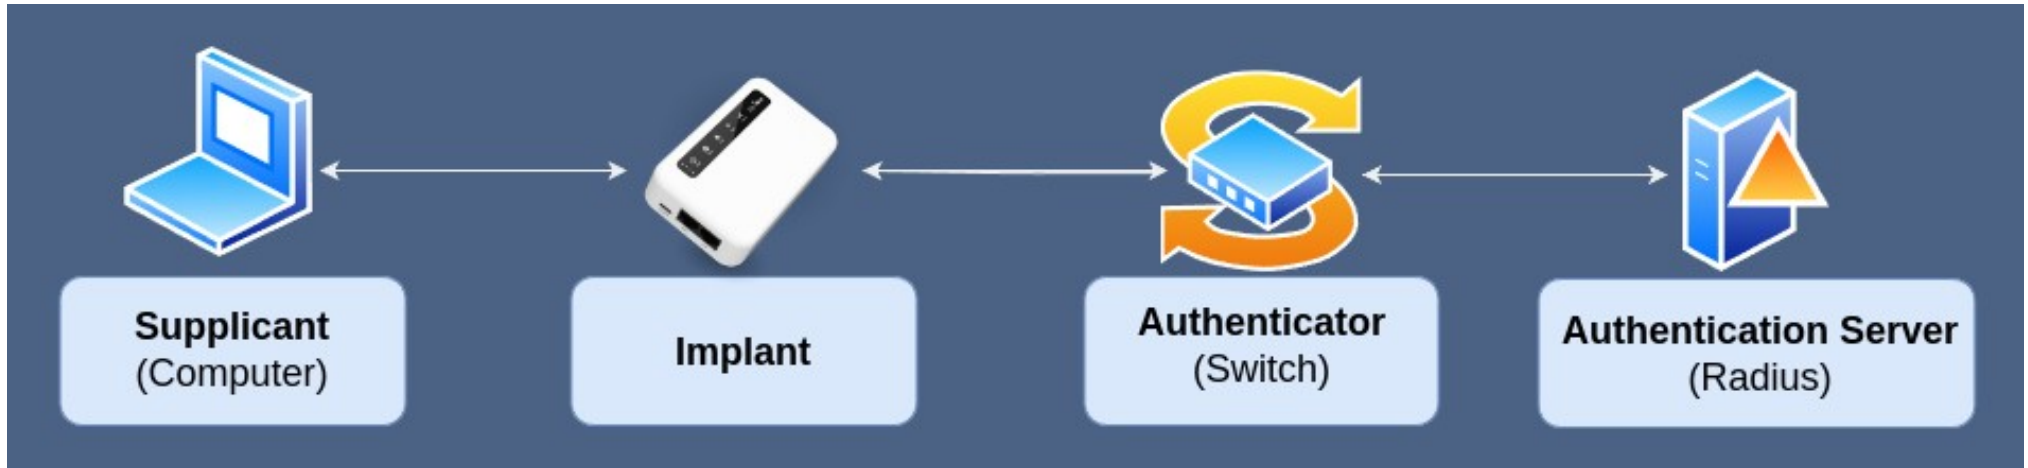 Supplicant
(Computer)
Implant
Authenticator
(Switch)
Authentication Server
(Radius)